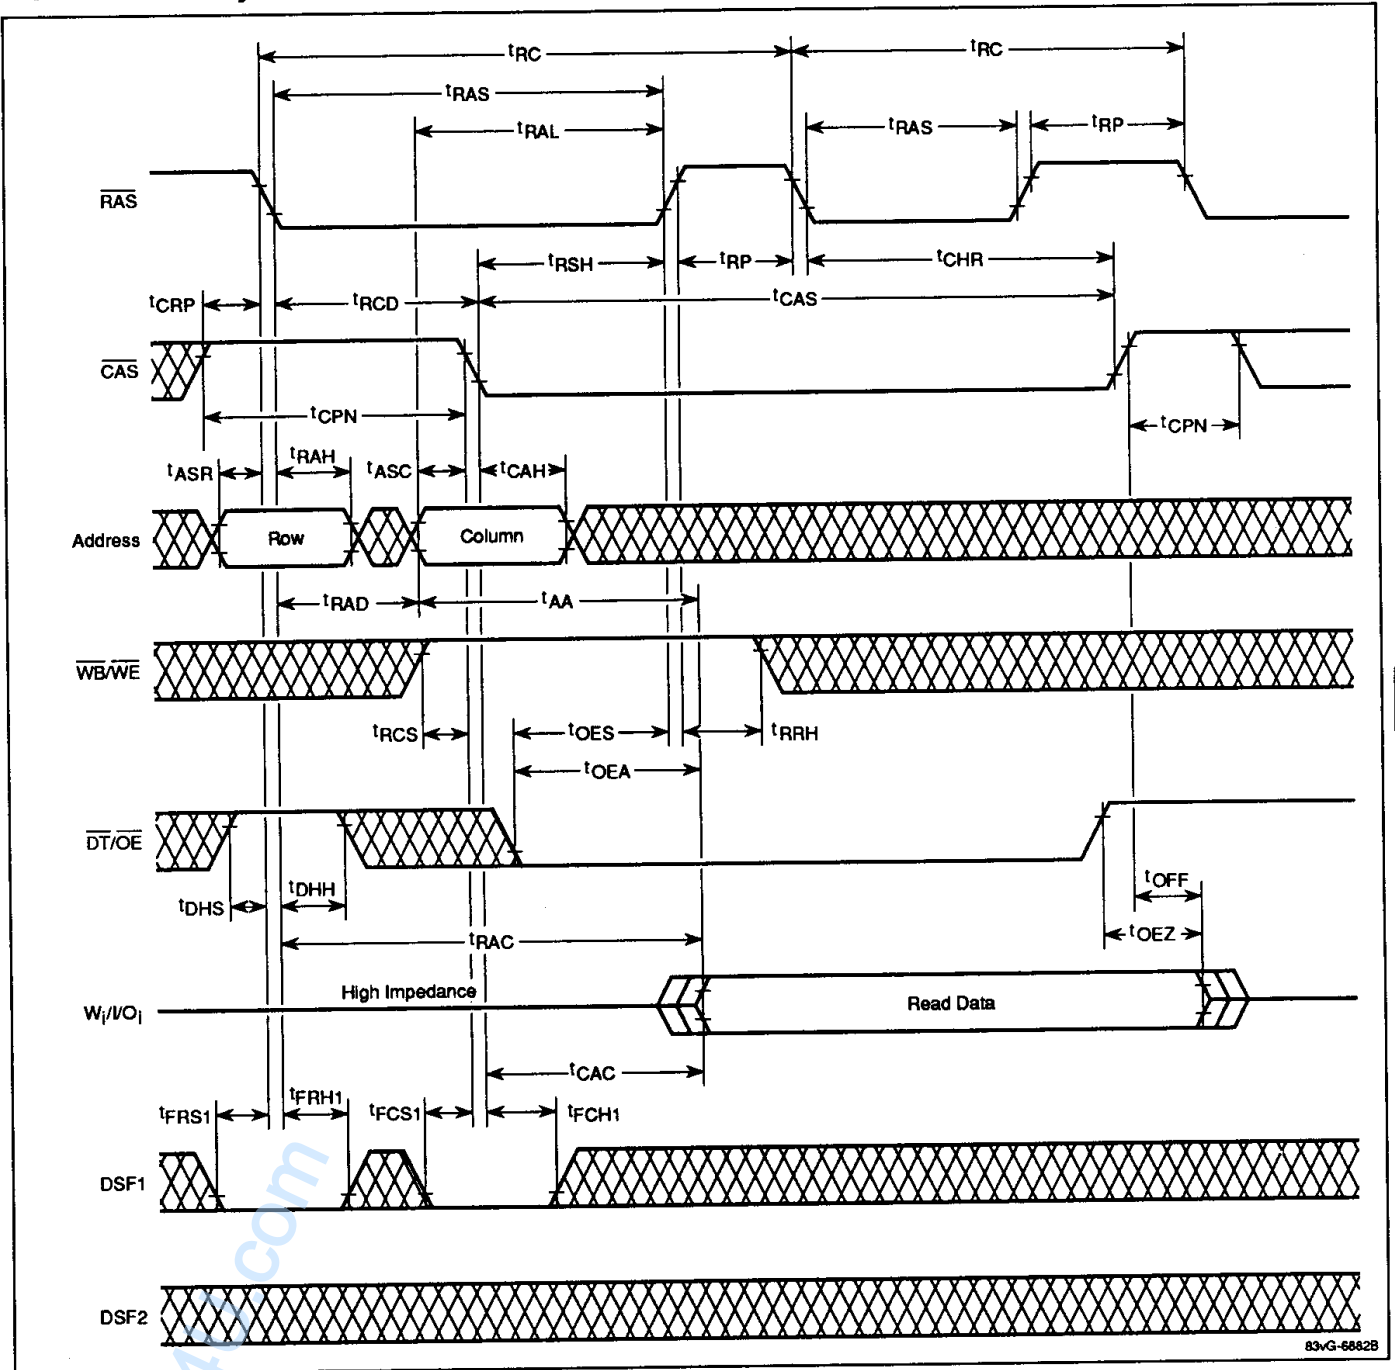 tRC tRC
tRAS
tRAL tRAS tRP
RAS
tRSH tRP tCHR
tCRP tRCD tCAS
CAS
tCPN tCPN
tASR tRAH tASC tCAH
Address Row Column
tRAD tAA
WB/WE
tRCS tOES tRRH
tOEA
DT/OE
tDHS tDHH tOFF
tRAC tOEZ
High Impedance
Wi/I/Oi Read Data
tCAC
tFRS1 tFRH1 tFCS1 tFCH1
DSF1
DSF2
83vG-6882B
4U.com